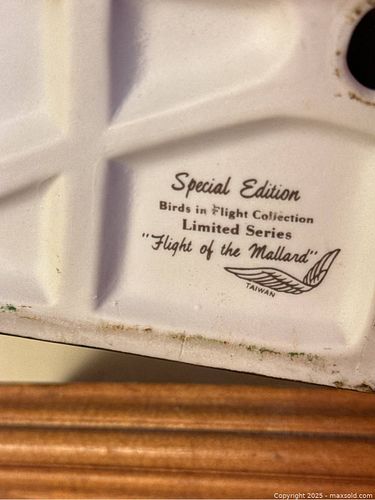 Special Edition
Birds in Flight Collection
Limited Series
"Flight of the Mallard"
TAIWAN
Copyright 2025 - maxsold.com